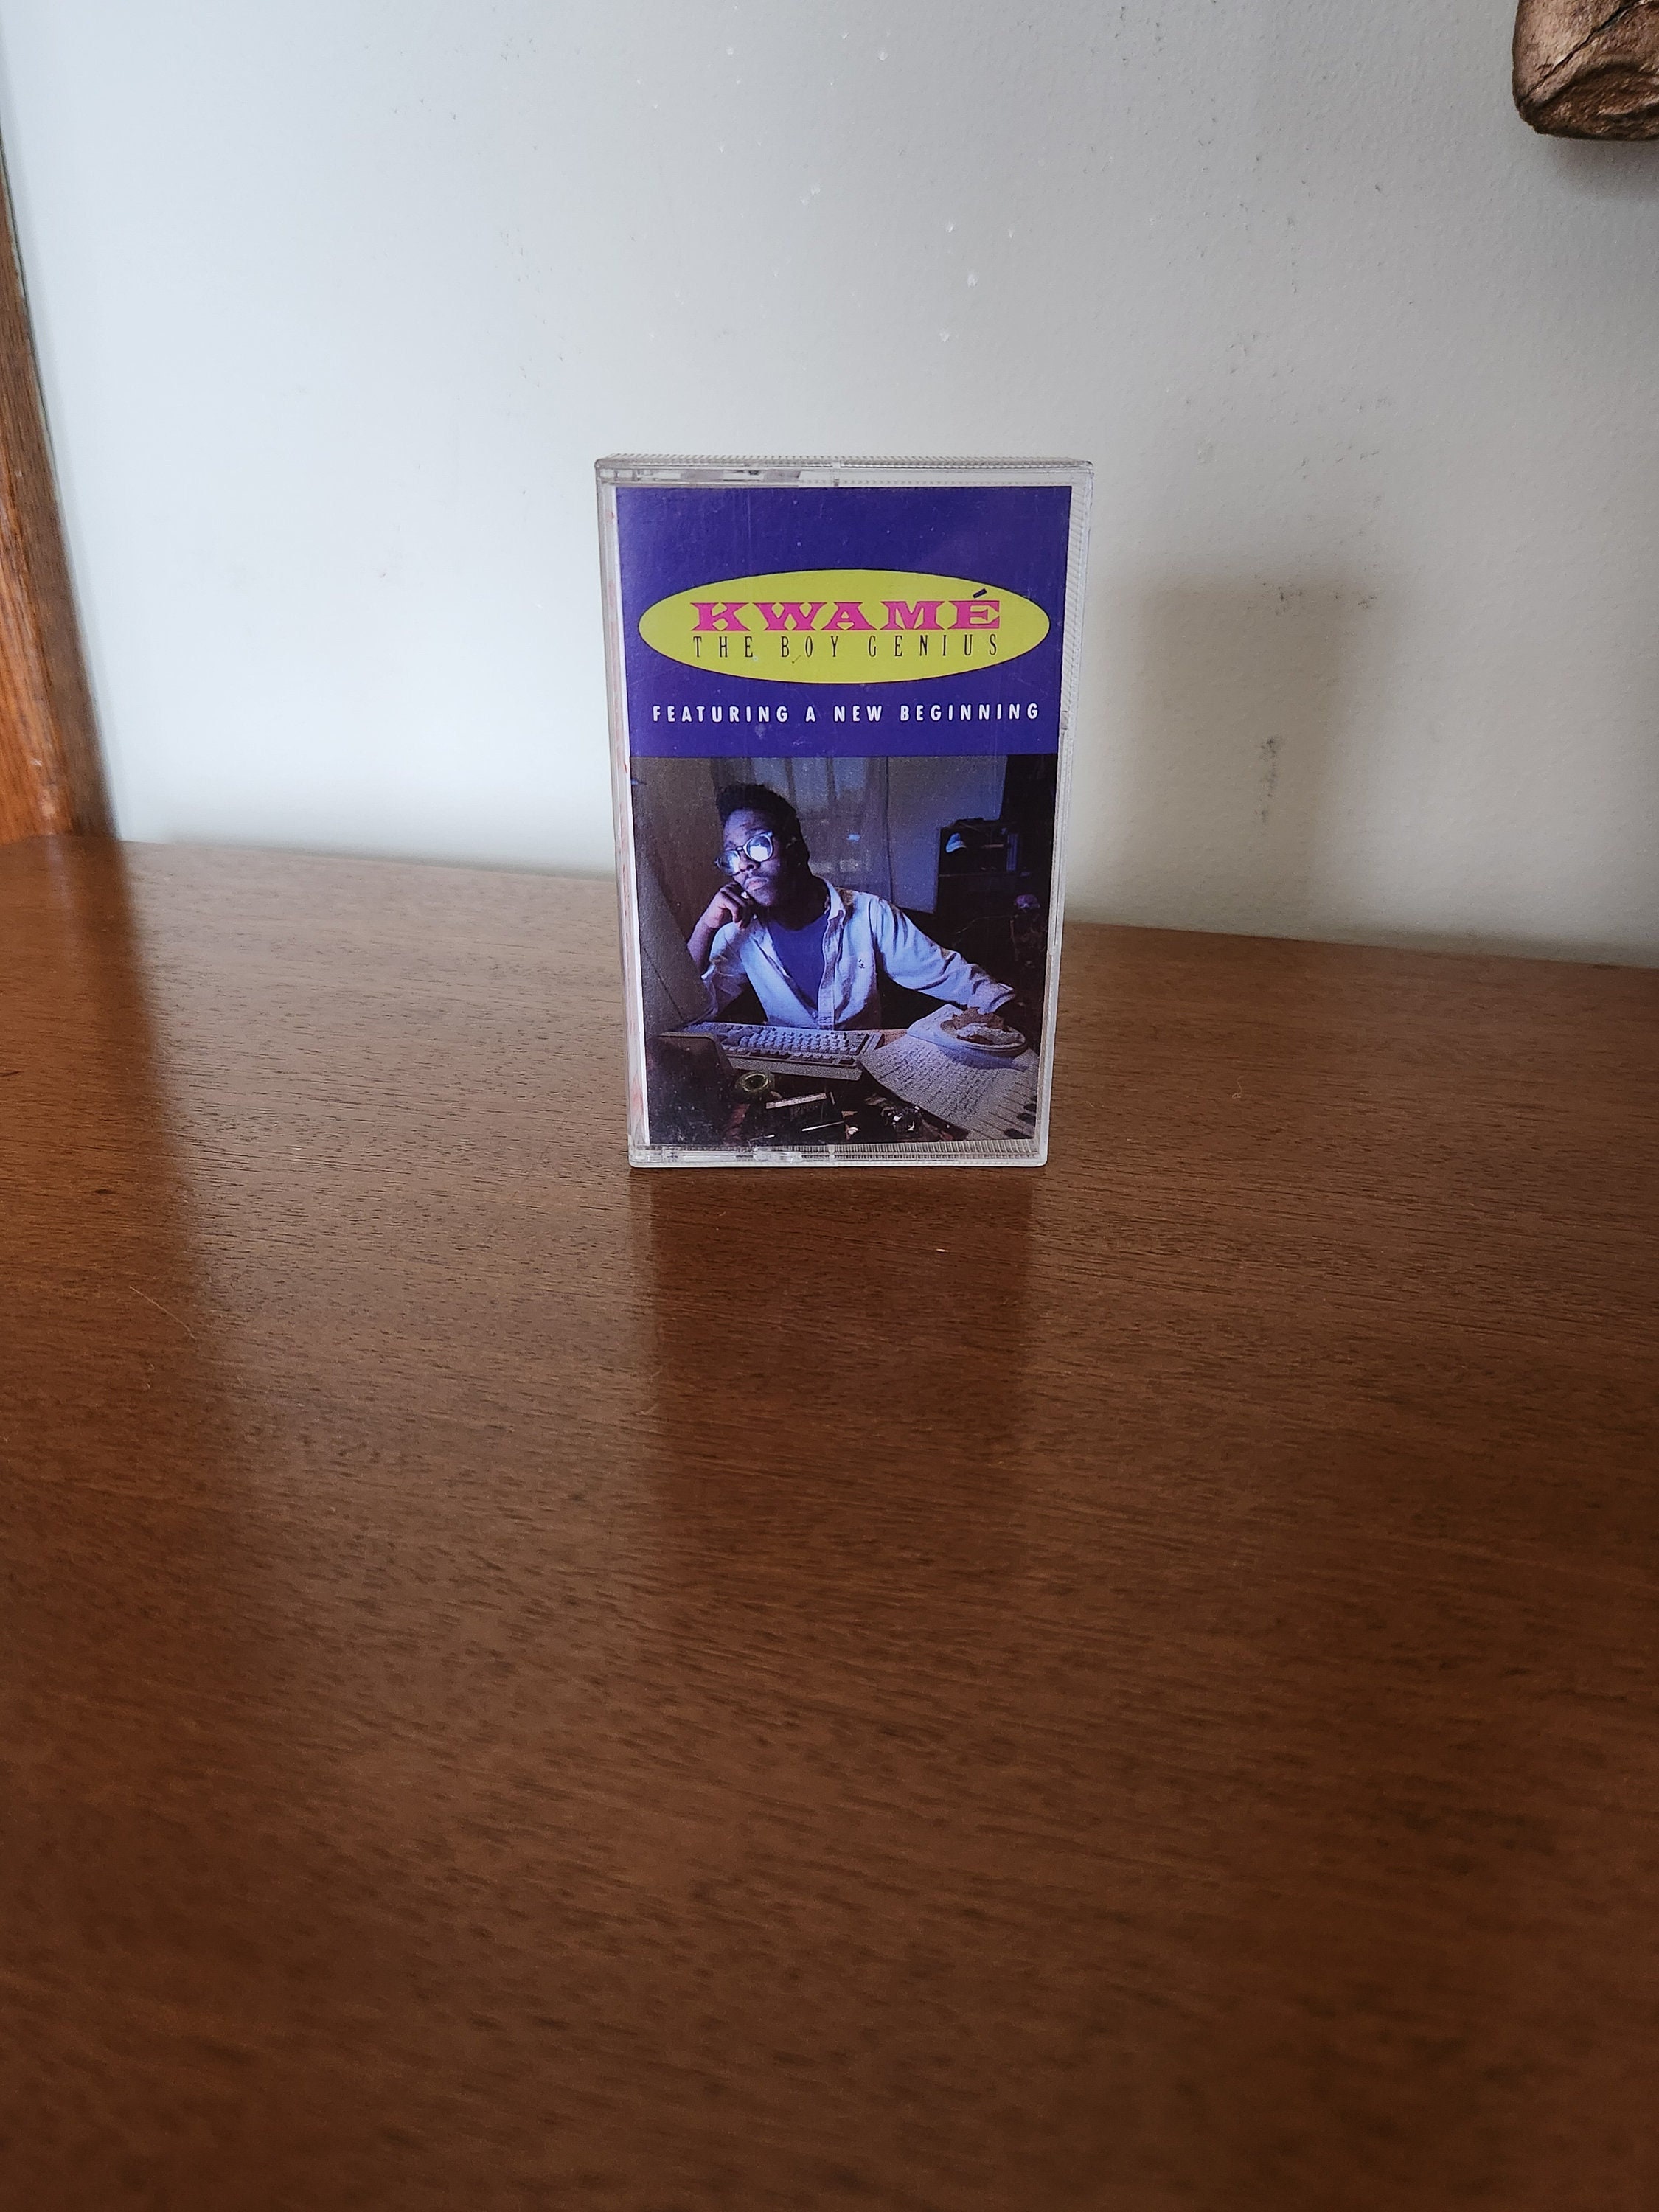 KWAMÉ
THE BOY GENIUS
FEATURING A NEW BEGINNING